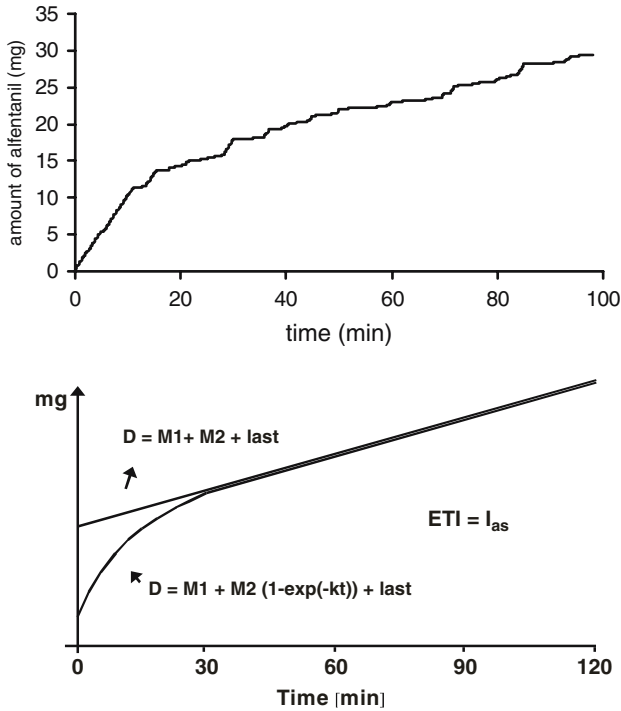 amount of alfentanil (mg)
35
30
25
20
15
10
5
0
0 20 40 60 80 100
time (min)
mg
D = M1+ M2 + last
ETI = Ias
D = M1 + M2 (1-exp(-kt)) + last
0 30 60 90 120
Time [min]